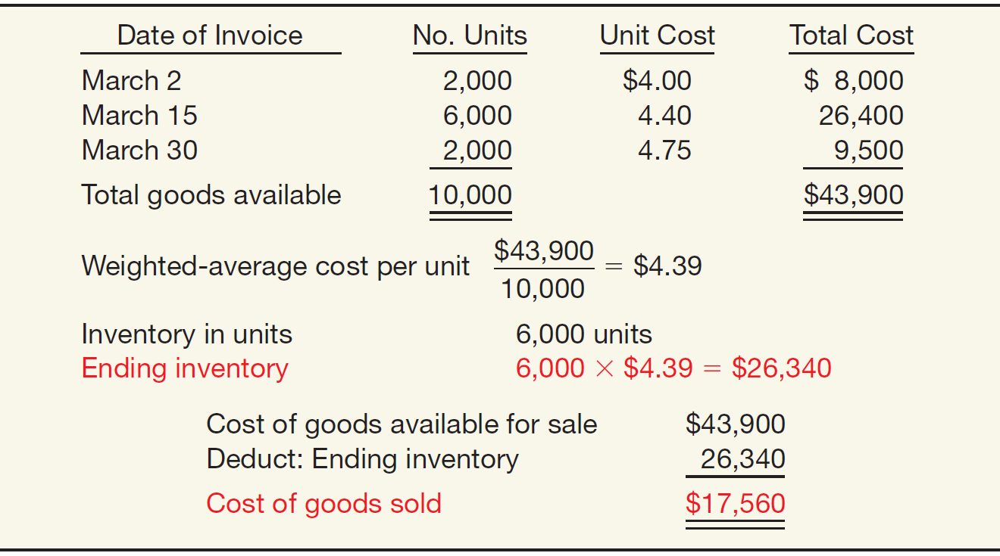 Date of Invoice No. Units Unit Cost Total Cost
March 2 2,000 $4.00 $ 8,000
March 15 6,000 4.40 26,400
March 30 2,000 4.75 9,500
Total goods available 10,000 $43,900
Weighted-average cost per unit $43,900 / 10,000 = $4.39
Inventory in units 6,000 units
Ending inventory 6,000 × $4.39 = $26,340
Cost of goods available for sale $43,900
Deduct: Ending inventory 26,340
Cost of goods sold $17,560